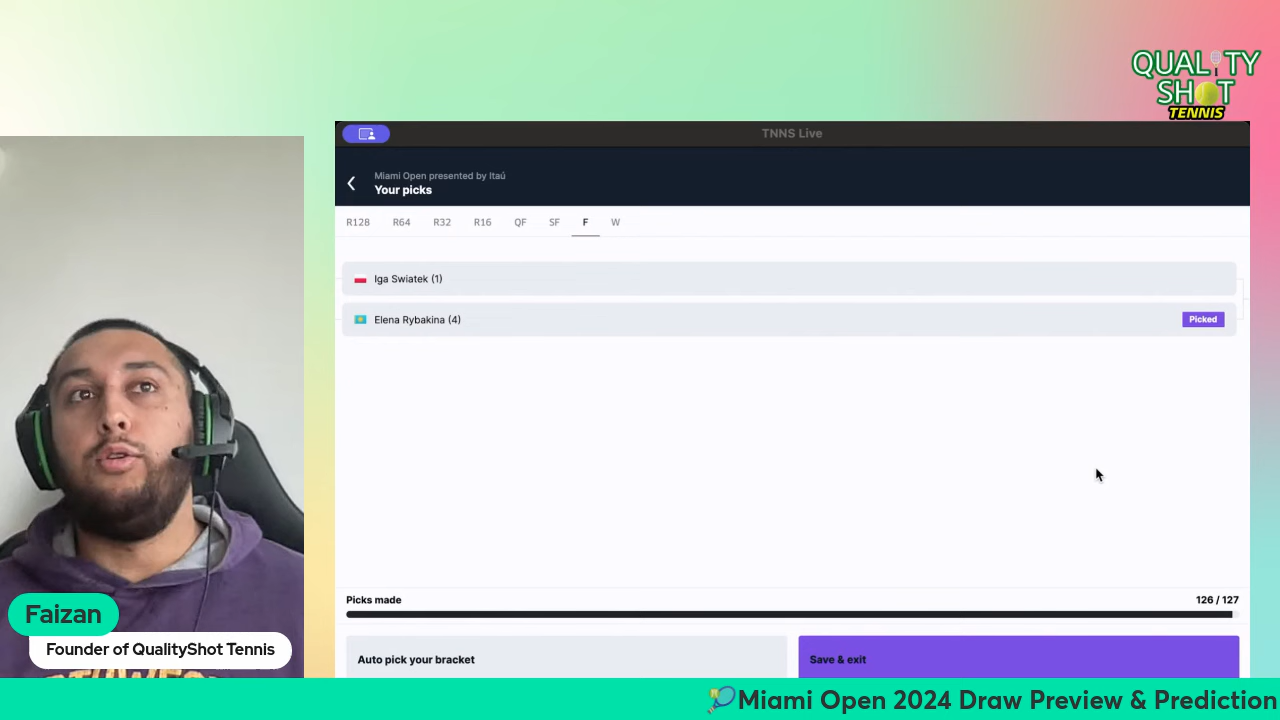 QUALITY
SHOT
TENNIS
TNNS Live
Miami Open presented by Itaú
Your picks
R128 R64 R32 R16 QF SF F W
Iga Swiatek (1)
Elena Rybakina (4)
Picked
Picks made
126 / 127
Auto pick your bracket
Save & exit
Faizan
Founder of QualityShot Tennis
🎾Miami Open 2024 Draw Preview & Prediction